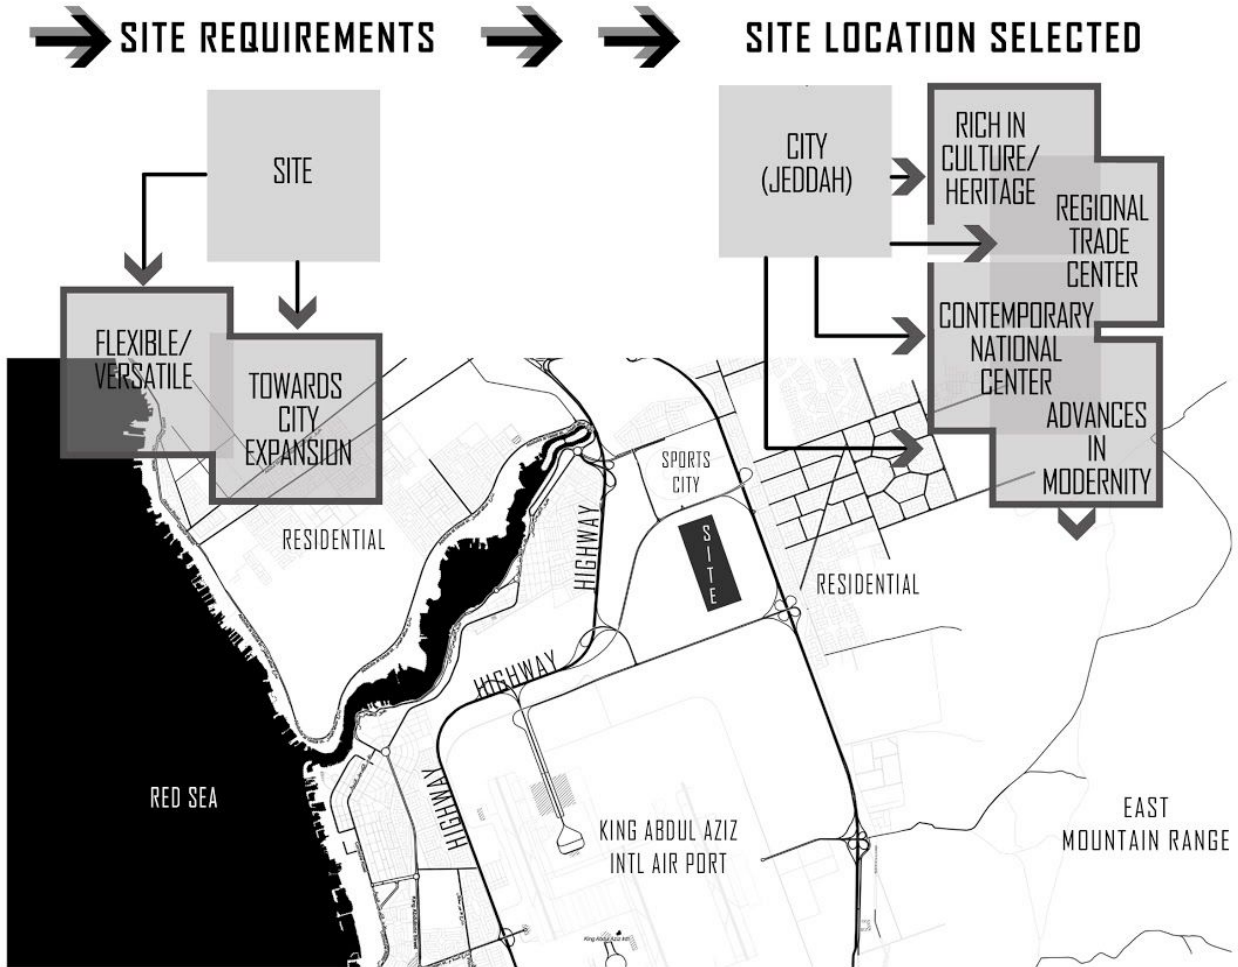 SITE REQUIREMENTS
SITE LOCATION SELECTED
SITE
FLEXIBLE/
VERSATILE
TOWARDS
CITY
EXPANSION
CITY
(JEDDAH)
RICH IN
CULTURE/
HERITAGE
REGIONAL
TRADE
CENTER
CONTEMPORARY
NATIONAL
CENTER
ADVANCES
IN
MODERNITY
SPORTS
CITY
RESIDENTIAL
HIGHWAY
SITE
RESIDENTIAL
HIGHWAY
RED SEA
HIGHWAY
KING ABDUL AZIZ
INTL AIR PORT
EAST
MOUNTAIN RANGE